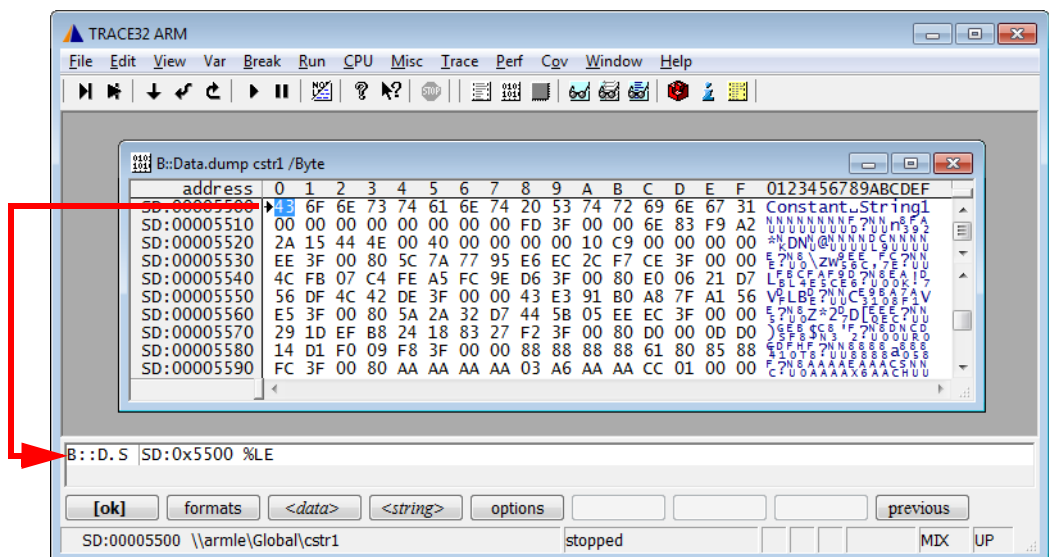 TRACE32 ARM
File Edit View Var Break Run CPU Misc Trace Perf Cov Window Help
B::Data.dump cstr1 /Byte
address 0 1 2 3 4 5 6 7 8 9 A B C D E F 0123456789ABCDEF
SD:00005500 43 6F 6E 73 74 61 6E 74 20 53 74 72 69 6E 67 31 Constant String1
SD:00005510 00 00 00 00 00 00 00 00 FD 3F 00 00 6E 83 F9 A2
SD:00005520 2A 15 44 4E 00 40 00 00 00 00 10 C9 00 00 00 00
SD:00005530 EE 3F 00 80 5C 7A 77 95 E6 EC 2C F7 CE 3F 00 00
SD:00005540 4C FB 07 C4 FE A5 FC 9E D6 3F 00 80 E0 06 21 D7
SD:00005550 56 DF 4C 42 DE 3F 00 00 43 E3 91 B0 A8 7F A1 56
SD:00005560 E5 3F 00 80 5A 2A 32 D7 44 5B 05 EE EC 3F 00 00
SD:00005570 29 1D EF B8 24 18 83 27 F2 3F 00 80 D0 00 0D D0
SD:00005580 14 D1 F0 09 F8 3F 00 00 88 88 88 88 61 80 85 88
SD:00005590 FC 3F 00 80 AA AA AA AA 03 A6 AA AA CC 01 00 00
B::D.S SD:0x5500 %LE
[ok] formats <data> <string> options previous
SD:00005500 \\armle\Global\cstr1 stopped MIX UP